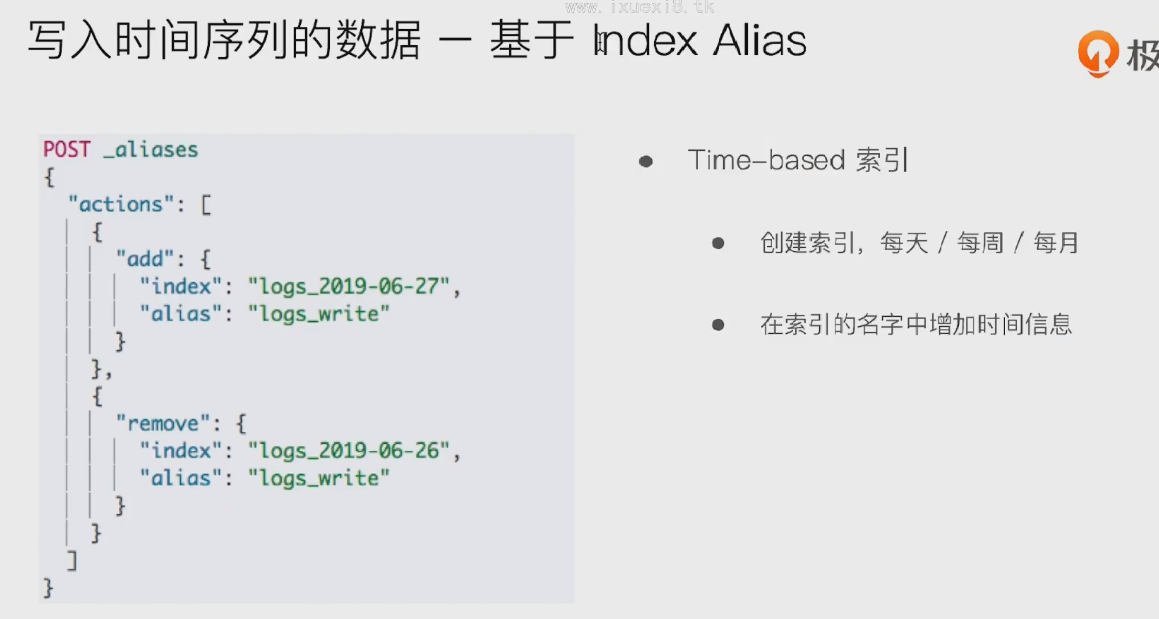 www.ixuexi8.tk
写入时间序列的数据 – 基于 Index Alias
极
POST _aliases
{
"actions": [
{
"add": {
"index": "logs_2019-06-27",
"alias": "logs_write"
}
},
{
"remove": {
"index": "logs_2019-06-26",
"alias": "logs_write"
}
}
]
}
● Time-based 索引
● 创建索引，每天 / 每周 / 每月
● 在索引的名字中增加时间信息